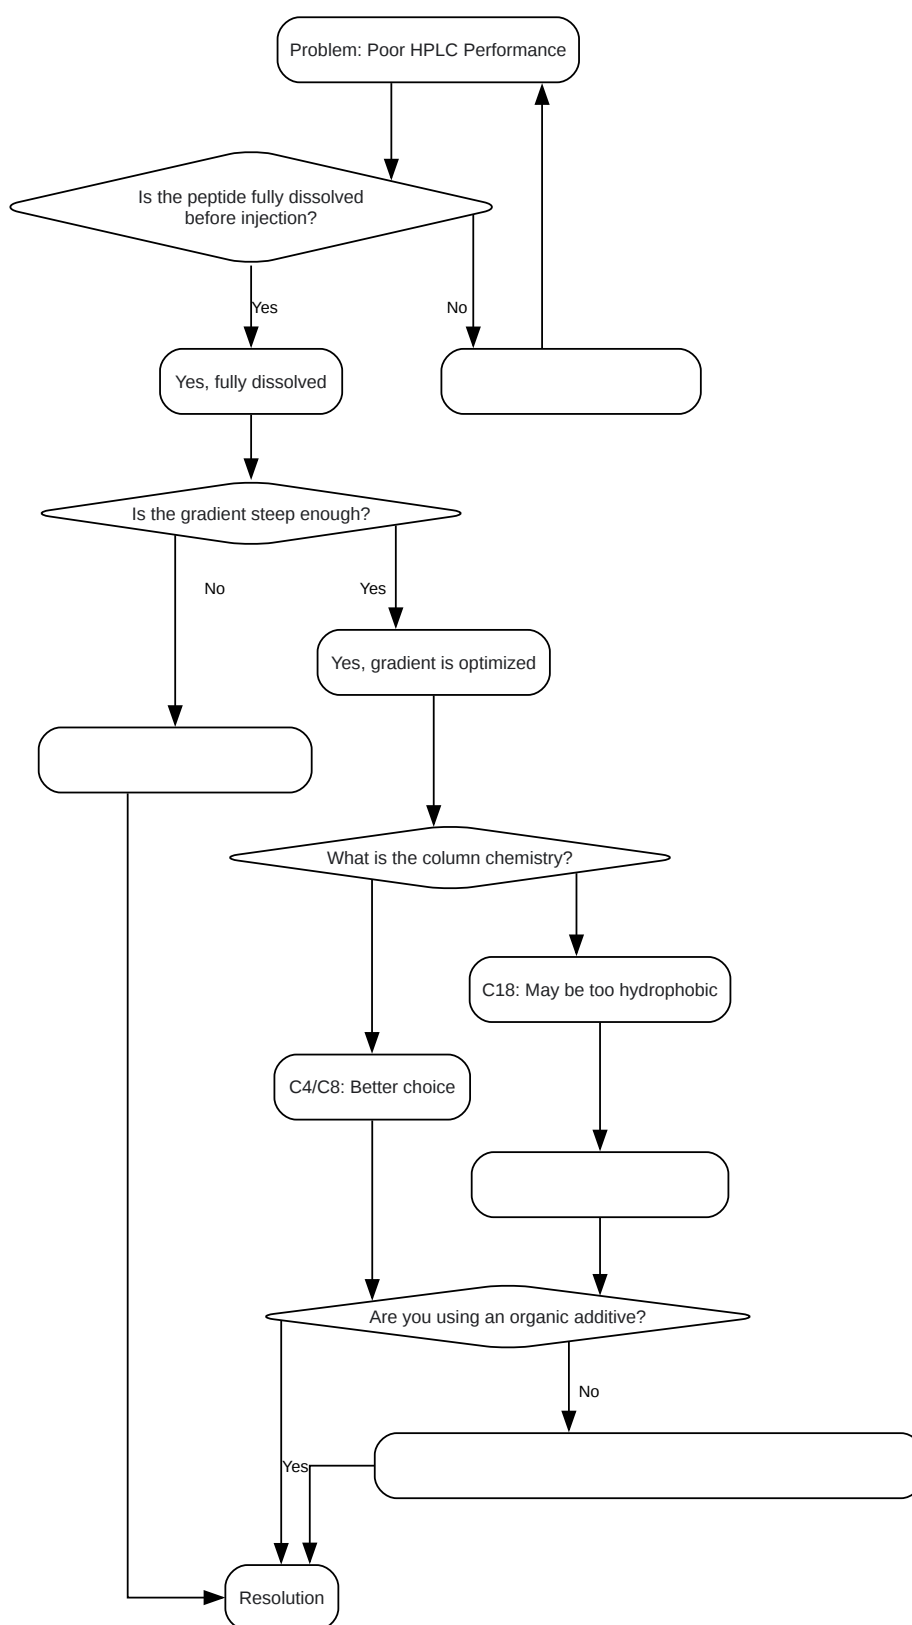 Problem: Poor HPLC Performance
Is the peptide fully dissolved
before injection?
Yes
No
Yes, fully dissolved
Is the gradient steep enough?
No
Yes
Yes, gradient is optimized
What is the column chemistry?
C18: May be too hydrophobic
C4/C8: Better choice
Are you using an organic additive?
No
Yes
Resolution